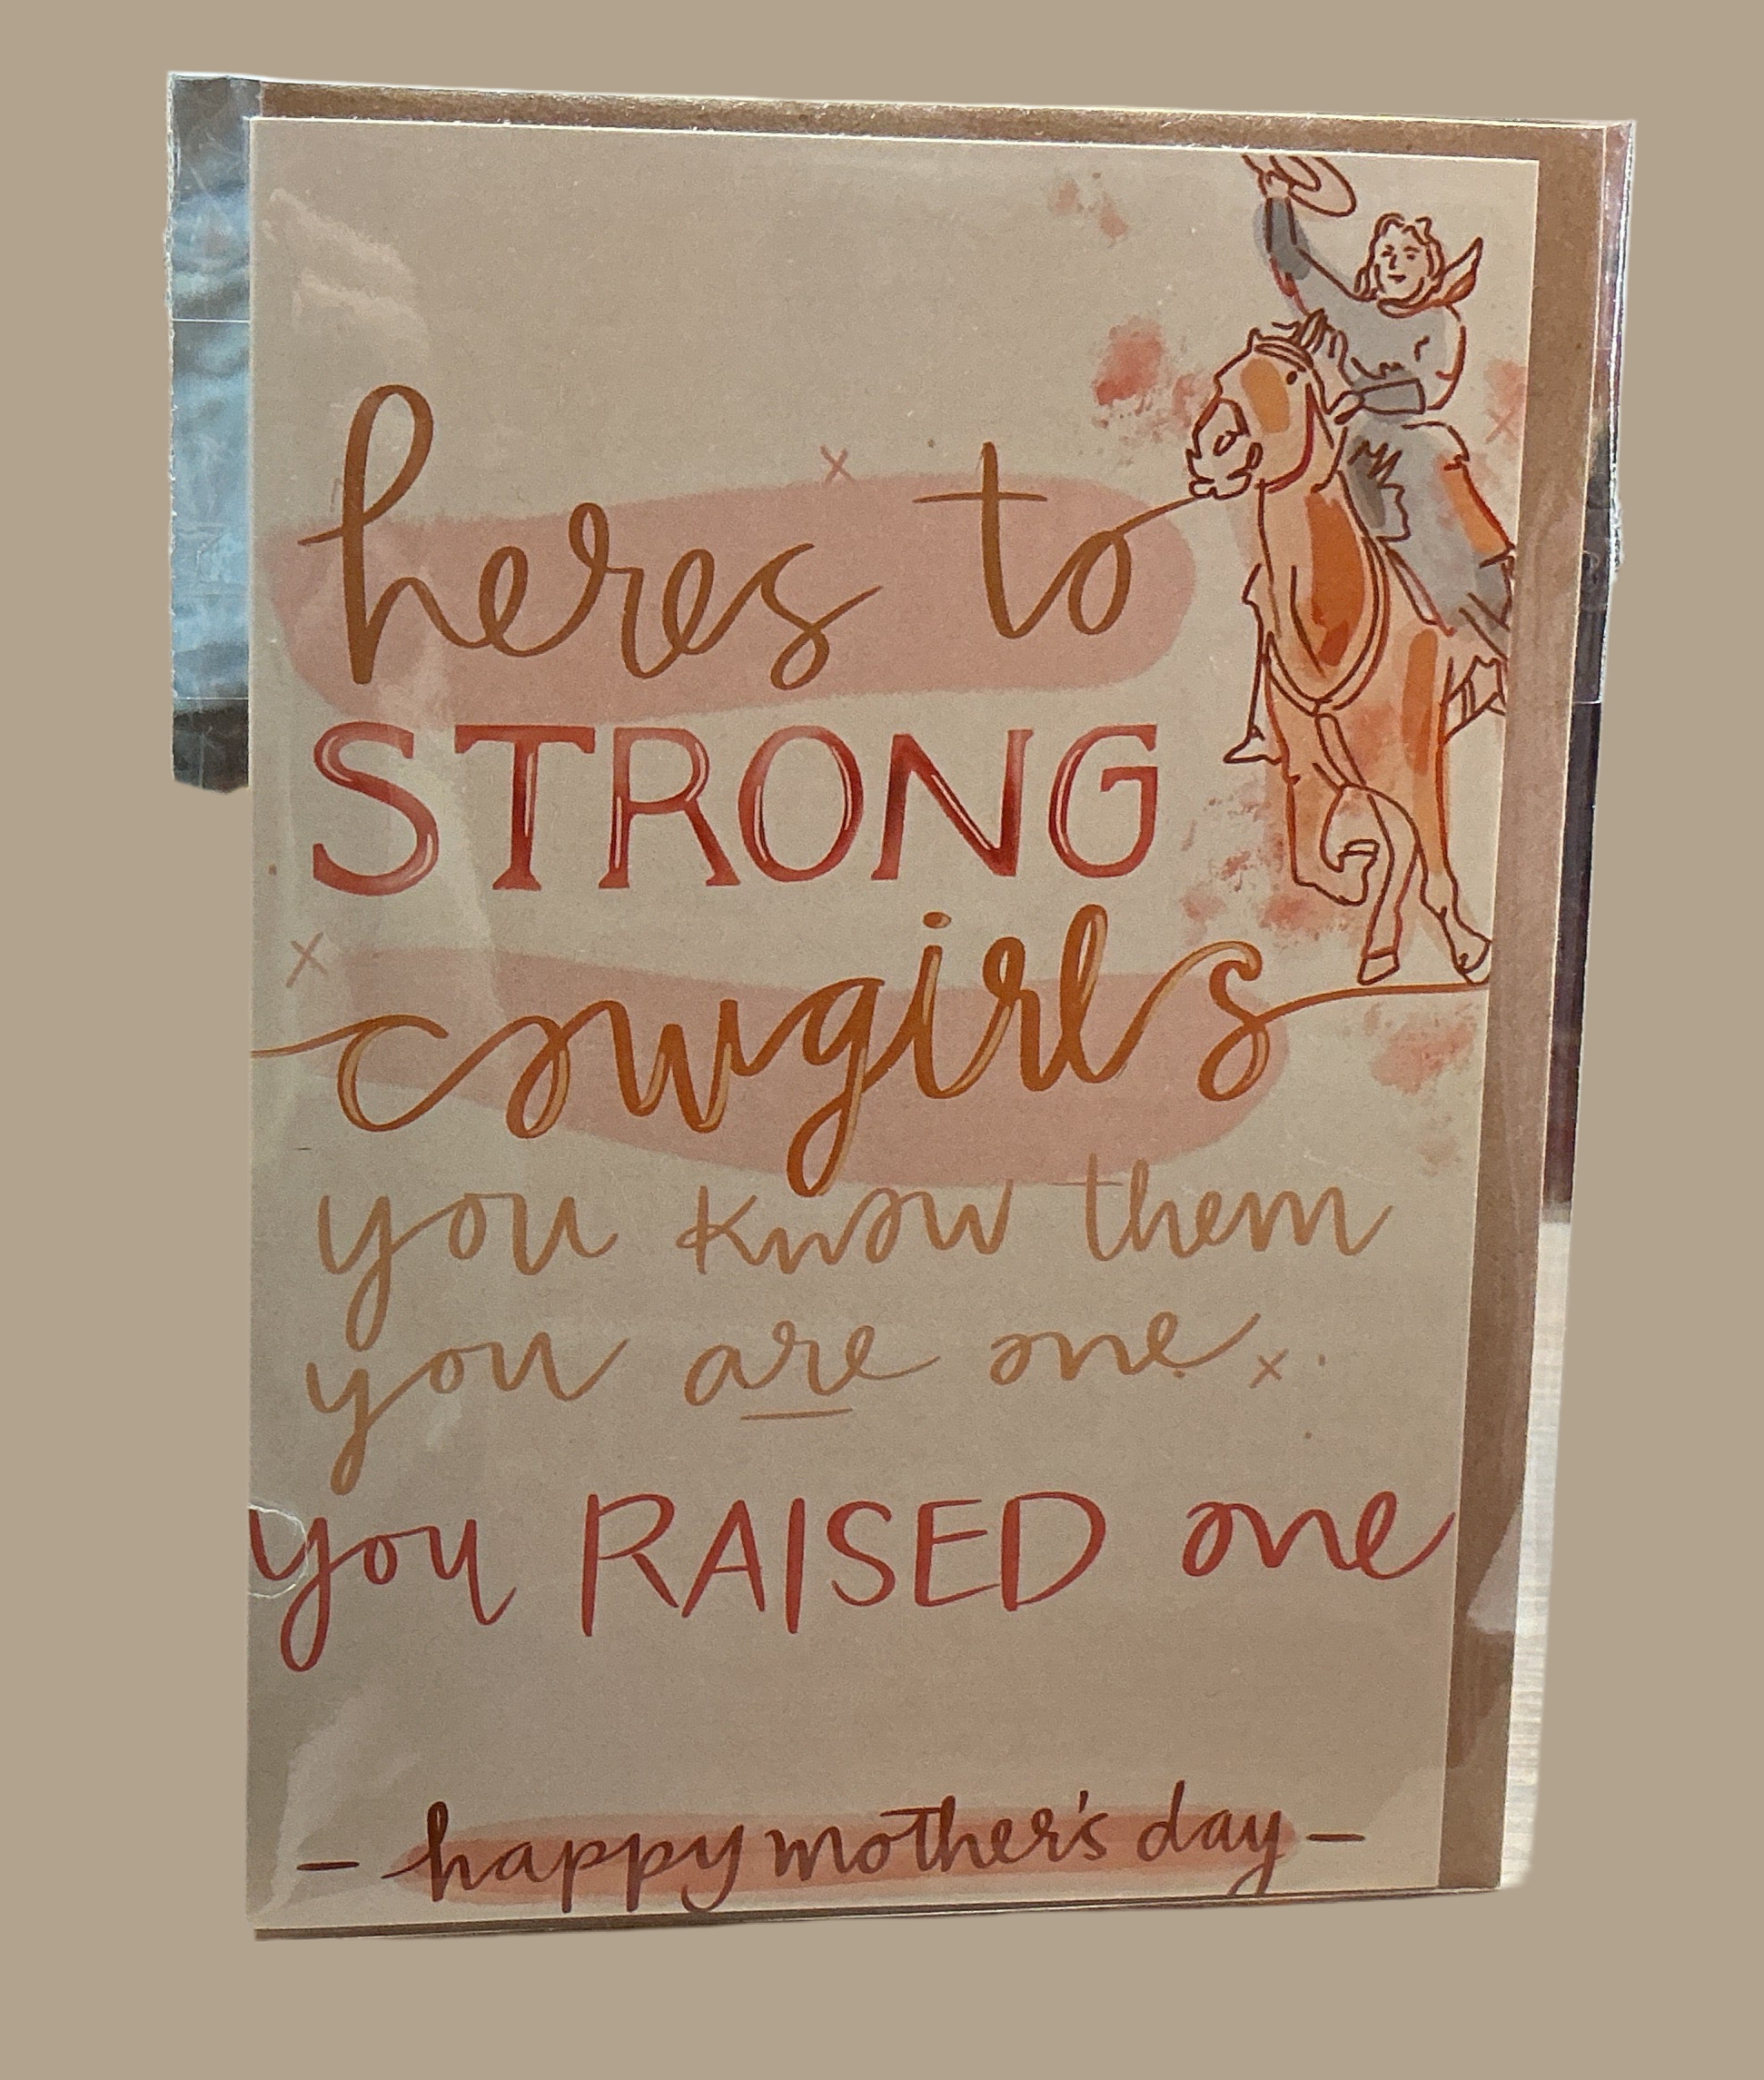 heres to
STRONG
cowgirls
you know them
you are one.
you RAISED one
- happy mother's day -